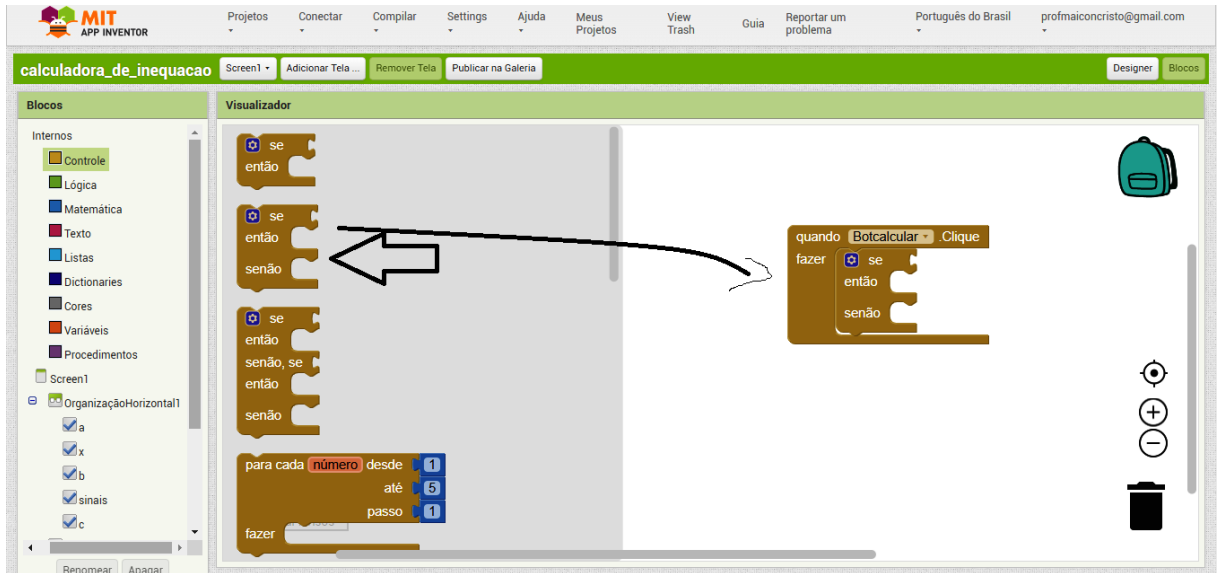 MIT
APP INVENTOR
Projetos
Conectar
Compilar
Settings
Ajuda
Meus
Projetos
View
Trash
Guia
Reportar um
problema
Português do Brasil
profmaiconcristo@gmail.com
calculadora_de_inequacao
Screen1
Adicionar Tela ...
Remover Tela
Publicar na Galeria
Designer
Blocos
Blocos
Internos
Controle
Lógica
Matemática
Texto
Listas
Dictionaries
Cores
Variáveis
Procedimentos
Screen1
OrganizaçãoHorizontal1
a
x
b
sinais
c
Renomear
Apagar
Visualizador
se
então
se
então
senão
se
então
senão, se
então
senão
para cada número desde 1
até 5
passo 1
fazer
quando Botcalcular .Clique
fazer se
então
senão